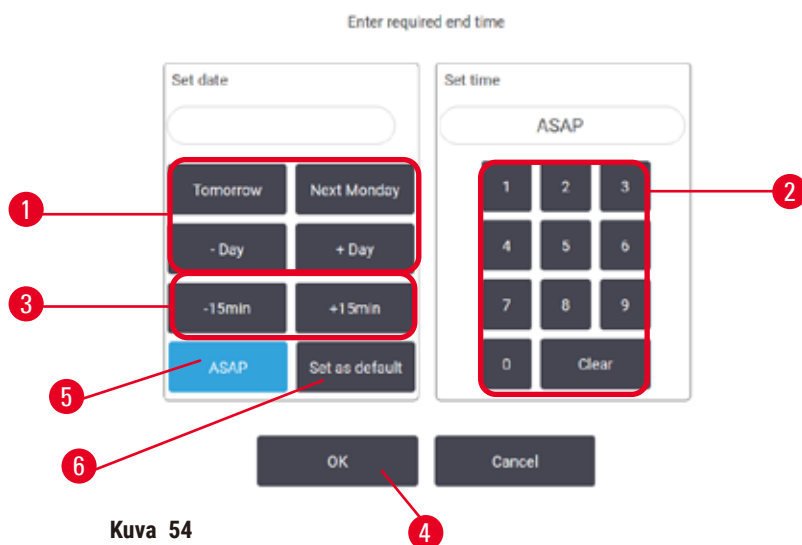 Enter required end time
Set date
Set time
ASAP
Tomorrow Next Monday
- Day + Day
-15min +15min
ASAP Set as default
1 2 3
4 5 6
7 8 9
0 Clear
OK Cancel
1
2
3
5
6
4
Kuva 54